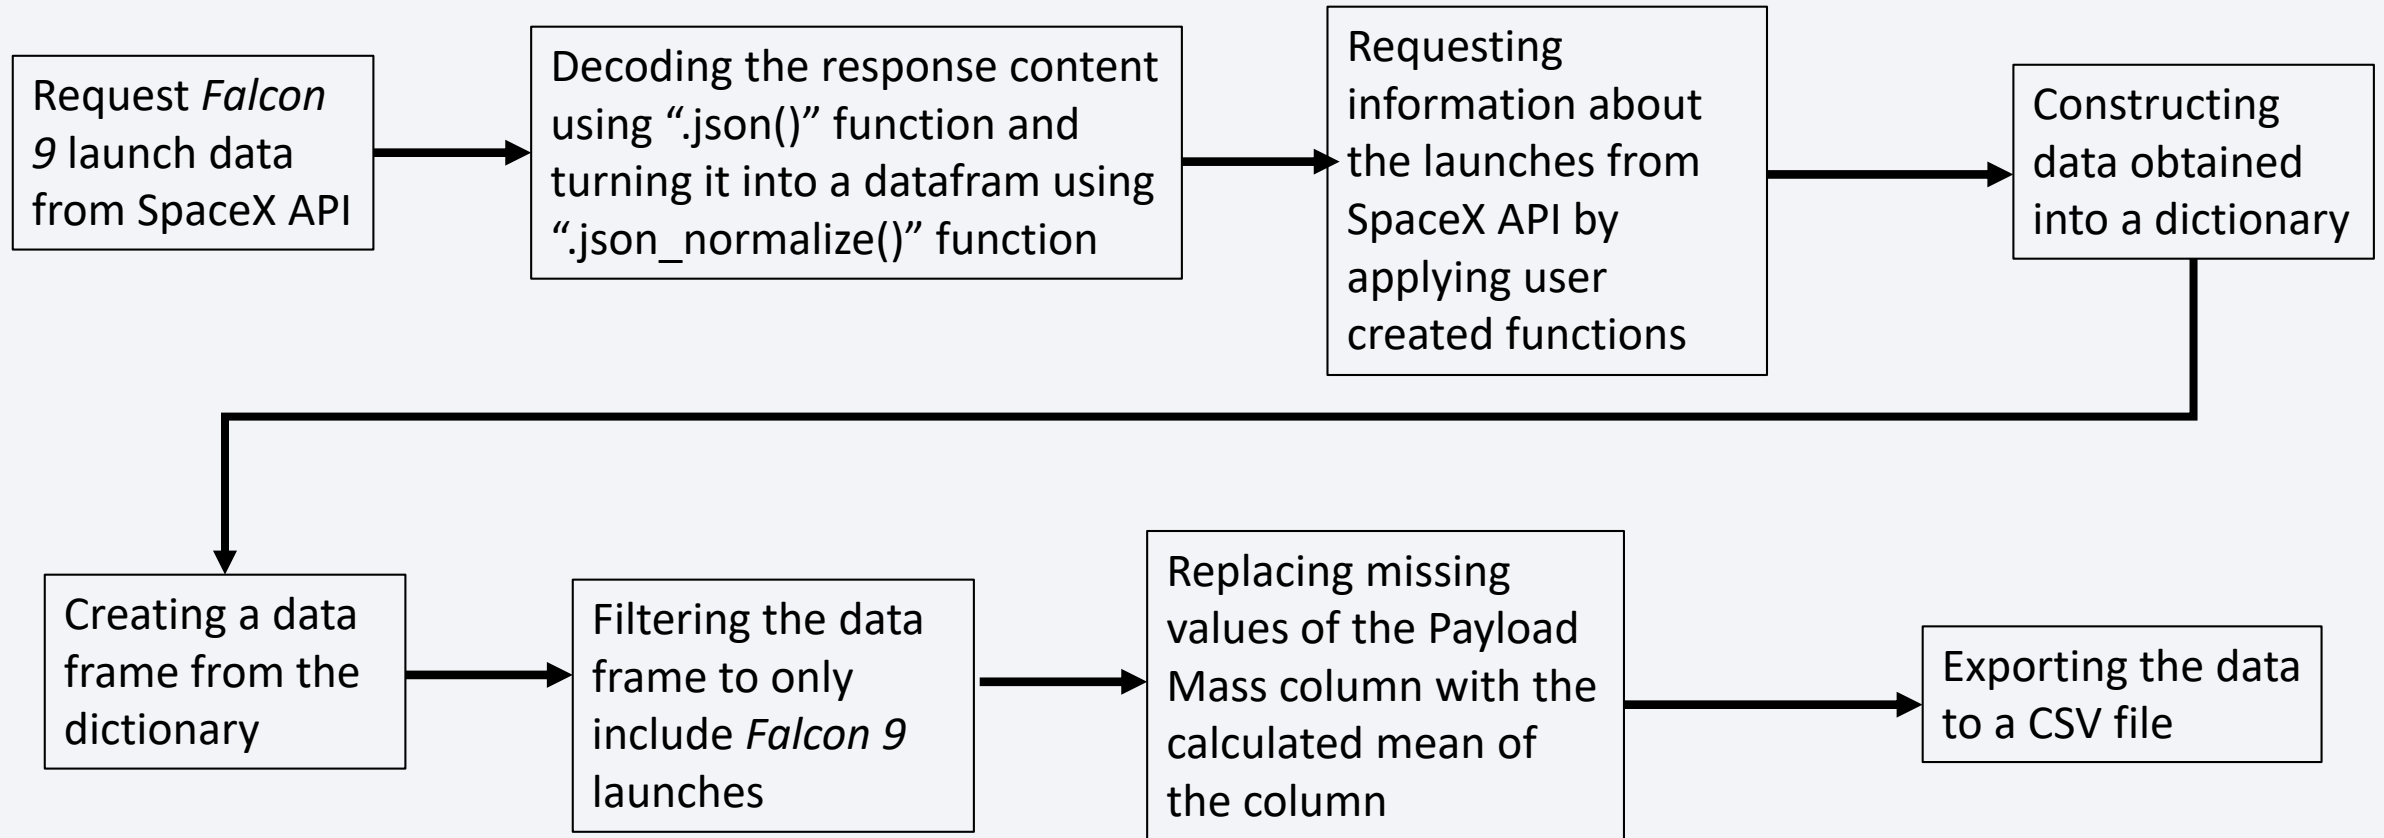 Request Falcon
9 launch data
from SpaceX API
Decoding the response content
using “.json()” function and
turning it into a datafram using
“.json_normalize()” function
Requesting
information about
the launches from
SpaceX API by
applying user
created functions
Constructing
data obtained
into a dictionary
Creating a data
frame from the
dictionary
Filtering the data
frame to only
include Falcon 9
launches
Replacing missing
values of the Payload
Mass column with the
calculated mean of
the column
Exporting the data
to a CSV file